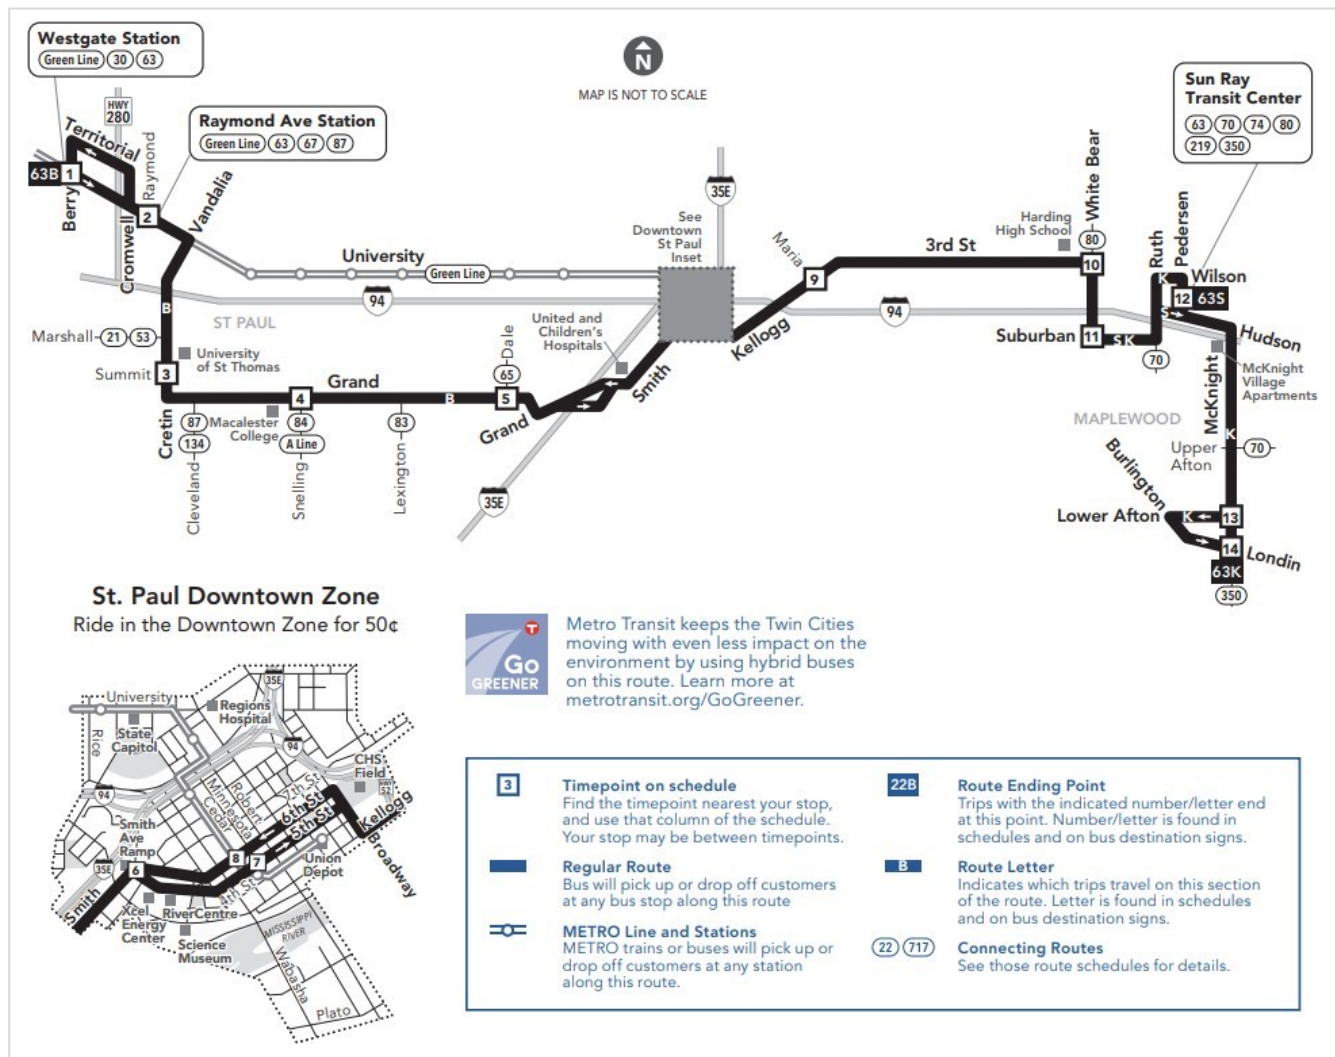 Westgate Station
Green Line 30 63
HWY
280
Territorial
Raymond
63B 1
Berry
Cromwell
2
Raymond Ave Station
Green Line 63 67 87
Vandalia
N
MAP IS NOT TO SCALE
35E
See
Downtown
St Paul
Inset
University
Green Line
94
B
ST PAUL
Marshall 21 53
University
of St Thomas
Summit 3
Cretin
87
134
Cleveland
Macalester
College
Grand
4
84
A Line
Snelling
83
Lexington
B
65
Dale
5
Grand
United and
Children's
Hospitals
Smith
35E
Kellogg
Maria
9
3rd St
94
Harding
High School
White Bear
80
10
Suburban 11
S K
70
Ruth
K
Pedersen
Sun Ray
Transit Center
63 70 74 80
219 350
Wilson
12 63S
S
Hudson
McKnight
McKnight
Village
Apartments
MAPLEWOOD
K
Upper
Afton
70
Burlington
Lower Afton
K
13
14
Londin
63K
350
St. Paul Downtown Zone
Ride in the Downtown Zone for 50¢
University
35E
Regions
Hospital
State
Capitol
Rice
94
94
CHS
Field
52
Minnesota
Robert
Cedar
7th St
6th St
5th St
4th St
Kellogg
Broadway
Smith
Ave
Ramp
35E
6
8
7
Union
Depot
Smith
Xcel
Energy
Center
RiverCentre
Science
Museum
MISSISSIPPI
RIVER
Wabasha
Plato
T
Go
GREENER
Metro Transit keeps the Twin Cities
moving with even less impact on the
environment by using hybrid buses
on this route. Learn more at
metrotransit.org/GoGreener.
3
Timepoint on schedule
Find the timepoint nearest your stop,
and use that column of the schedule.
Your stop may be between timepoints.
Regular Route
Bus will pick up or drop off customers
at any bus stop along this route
METRO Line and Stations
METRO trains or buses will pick up or
drop off customers at any station
along this route.
22B
Route Ending Point
Trips with the indicated number/letter end
at this point. Number/letter is found in
schedules and on bus destination signs.
B
Route Letter
Indicates which trips travel on this section
of the route. Letter is found in schedules
and on bus destination signs.
22 717
Connecting Routes
See those route schedules for details.